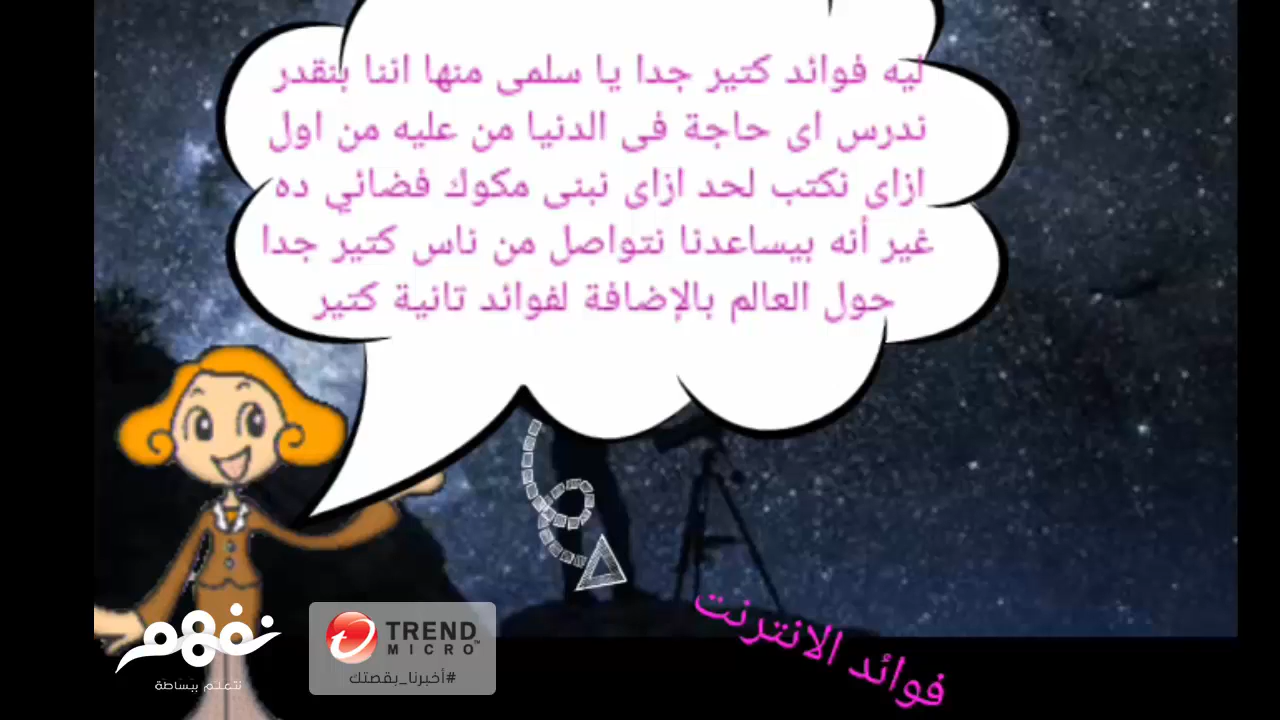 ليه فوائد كتير جدا يا سلمى منها اننا بنقدر
ندرس اى حاجة فى الدنيا من عليه من اول
ازاى نكتب لحد ازاى نبنى مكوك فضائي ده
غير أنه بيساعدنا نتواصل من ناس كتير جدا
حول العالم بالإضافة لفوائد تانية كتير
فوائد الانترنت
نفهم
نتعلم ببساطة
TREND
MICRO™
#أخبرنا_بقصتك